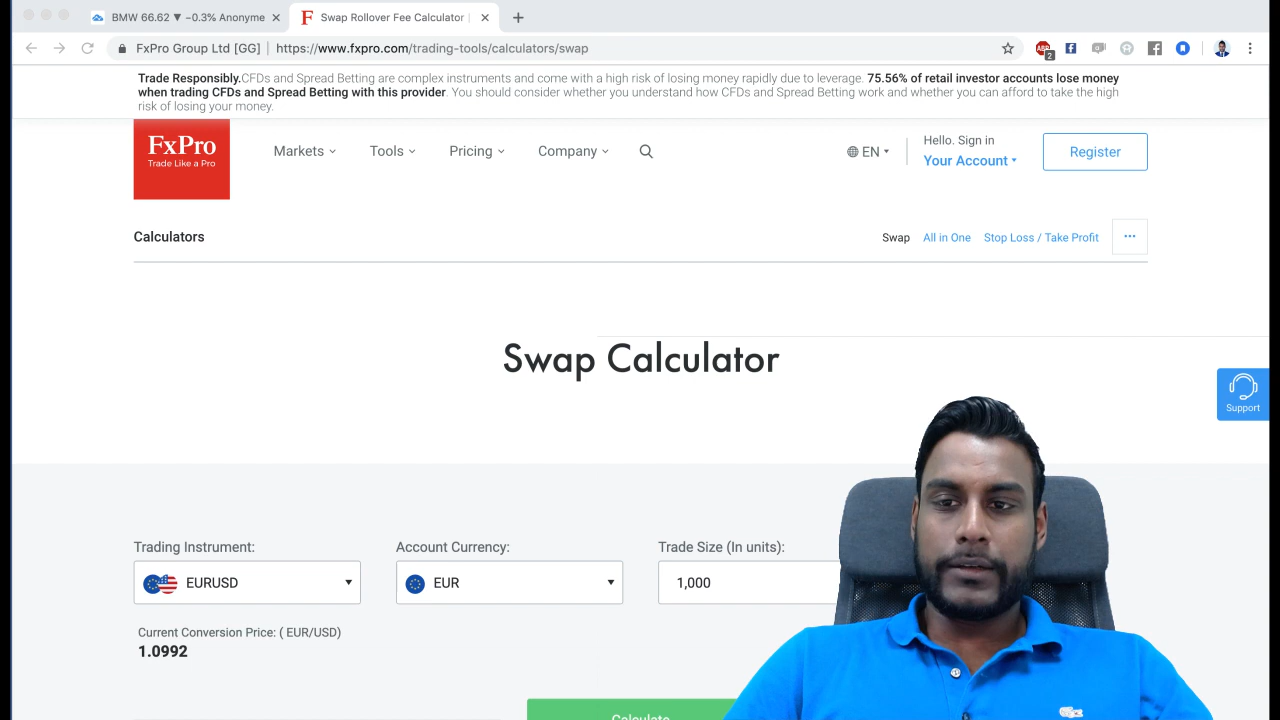 BMW 66.62 ▼ −0.3% Anonyme
Swap Rollover Fee Calculator |
FxPro Group Ltd [GG] | https://www.fxpro.com/trading-tools/calculators/swap
ABP
2
Trade Responsibly.CFDs and Spread Betting are complex instruments and come with a high risk of losing money rapidly due to leverage. 75.56% of retail investor accounts lose money
when trading CFDs and Spread Betting with this provider. You should consider whether you understand how CFDs and Spread Betting work and whether you can afford to take the high
risk of losing your money.
FxPro
Trade Like a Pro
Markets
Tools
Pricing
Company
EN
Hello. Sign in
Your Account
Register
Calculators
Swap
All in One
Stop Loss / Take Profit
Swap Calculator
Support
Trading Instrument:
Account Currency:
Trade Size (In units):
EURUSD
EUR
1,000
Current Conversion Price: ( EUR/USD)
1.0992
Calculate